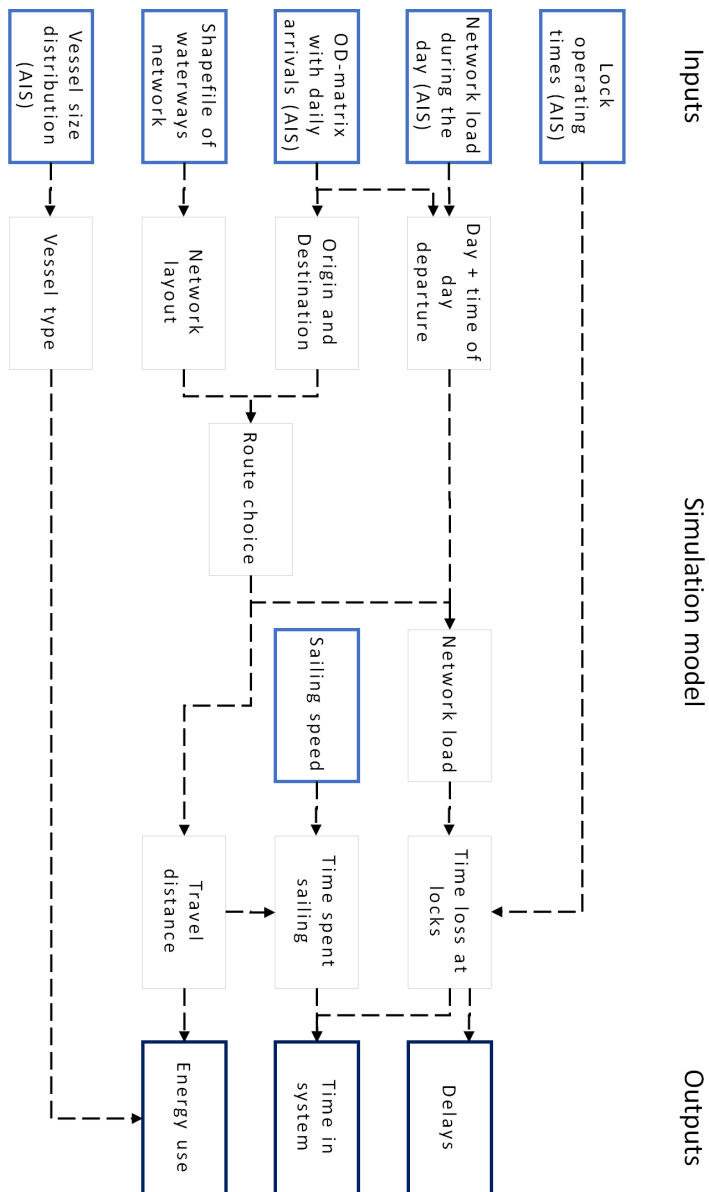 Inputs
Simulation model
Outputs
Lock
operating
times (AIS)
Network load
during the
day (AIS)
Day + time of
day
departure
Network load
Time loss at
locks
Delays
OD-matrix
with daily
arrivals (AIS)
Origin and
Destination
Sailing speed
Time spent
sailing
Time in
system
Route choice
Shapefile of
waterways
network
Network
layout
Travel
distance
Energy use
Vessel size
distribution
(AIS)
Vessel type